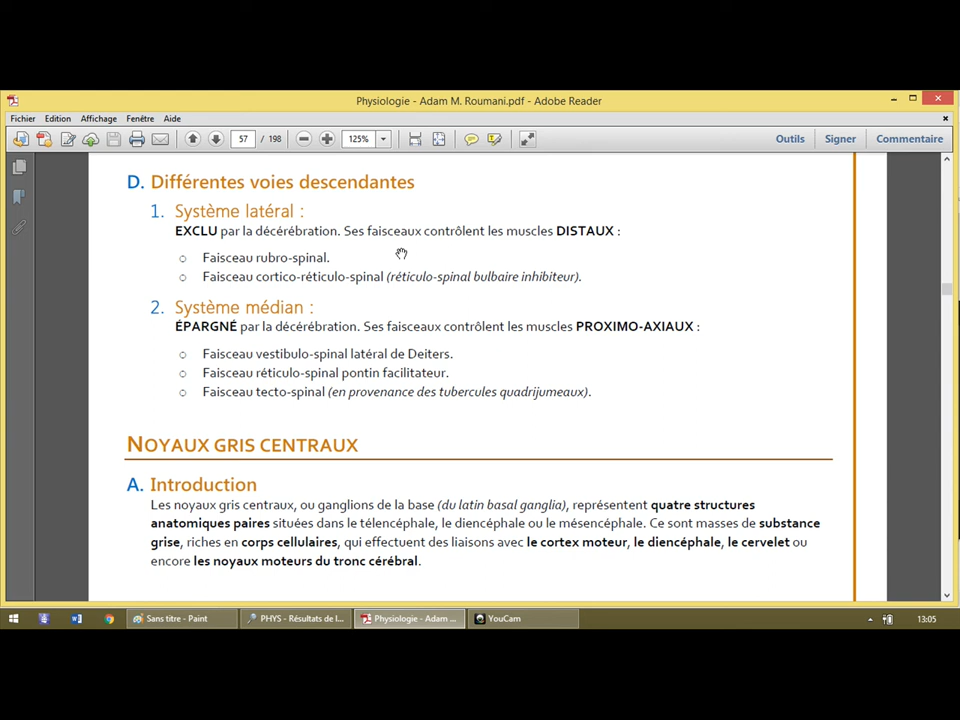 Physiologie - Adam M. Roumani.pdf - Adobe Reader
Fichier Edition Affichage Fenêtre Aide
57 / 198 125% Outils Signer Commentaire
D. Différentes voies descendantes
1. Système latéral :
EXCLU par la décérébration. Ses faisceaux contrôlent les muscles DISTAUX :
○ Faisceau rubro-spinal.
○ Faisceau cortico-réticulo-spinal (réticulo-spinal bulbaire inhibiteur).
2. Système médian :
ÉPARGNÉ par la décérébration. Ses faisceaux contrôlent les muscles PROXIMO-AXIAUX :
○ Faisceau vestibulo-spinal latéral de Deiters.
○ Faisceau réticulo-spinal pontin facilitateur.
○ Faisceau tecto-spinal (en provenance des tubercules quadrijumeaux).
NOYAUX GRIS CENTRAUX
A. Introduction
Les noyaux gris centraux, ou ganglions de la base (du latin basal ganglia), représentent quatre structures
anatomiques paires situées dans le télencéphale, le diencéphale ou le mésencéphale. Ce sont masses de substance
grise, riches en corps cellulaires, qui effectuent des liaisons avec le cortex moteur, le diencéphale, le cervelet ou
encore les noyaux moteurs du tronc cérébral.
Sans titre - Paint PHYS - Résultats de l... Physiologie - Adam ... YouCam 13:05